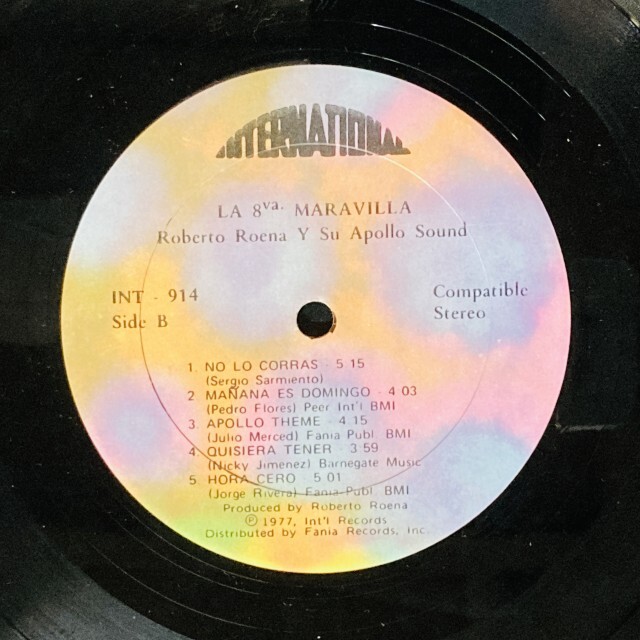 INTERNATIONAL
LA 8va. MARAVILLA
Roberto Roena Y Su Apollo Sound
INT - 914
Side B
Compatible
Stereo
1. NO LO CORRAS - 5 15
(Sergio Sarmiento)
2 MAÑANA ES DOMINGO - 4 03
(Pedro Flores) Peer Int'l BMI
3. APOLLO THEME - 4 15
(Julio Merced) Fania Publ. BMI
4. QUISIERA TENER - 3:59
(Nicky Jimenez) Barnegate Music
5 HORA CERO 5 01
(Jorge Rivera) Fania Publ. BMI
Produced by Roberto Roena
℗ 1977, Int'l Records
Distributed by Fania Records, Inc.